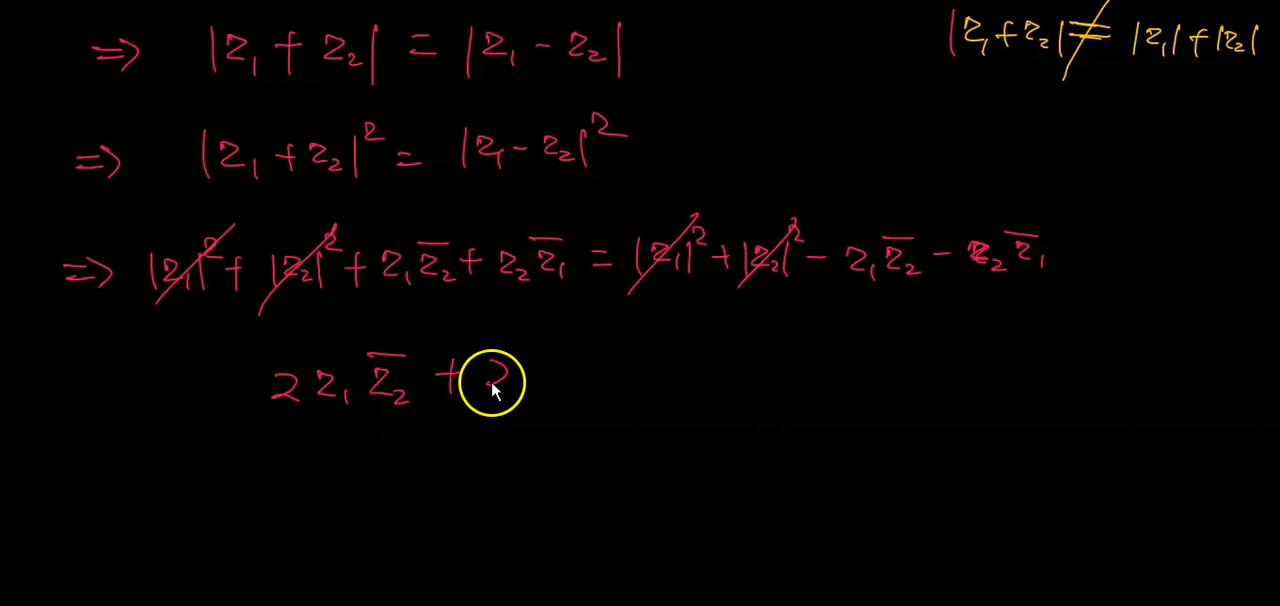 ⇒ |z₁ + z₂| = |z₁ - z₂|
|z₁+z₂| ≠ |z₁| + |z₂|
⇒ |z₁ + z₂|² = |z₁ - z₂|²
⇒ |z₁|² + |z₂|² + z₁z̅₂ + z₂z̅₁ = |z₁|² + |z₂|² - z₁z̅₂ - z₂z̅₁
2z₁z̅₂ + 2